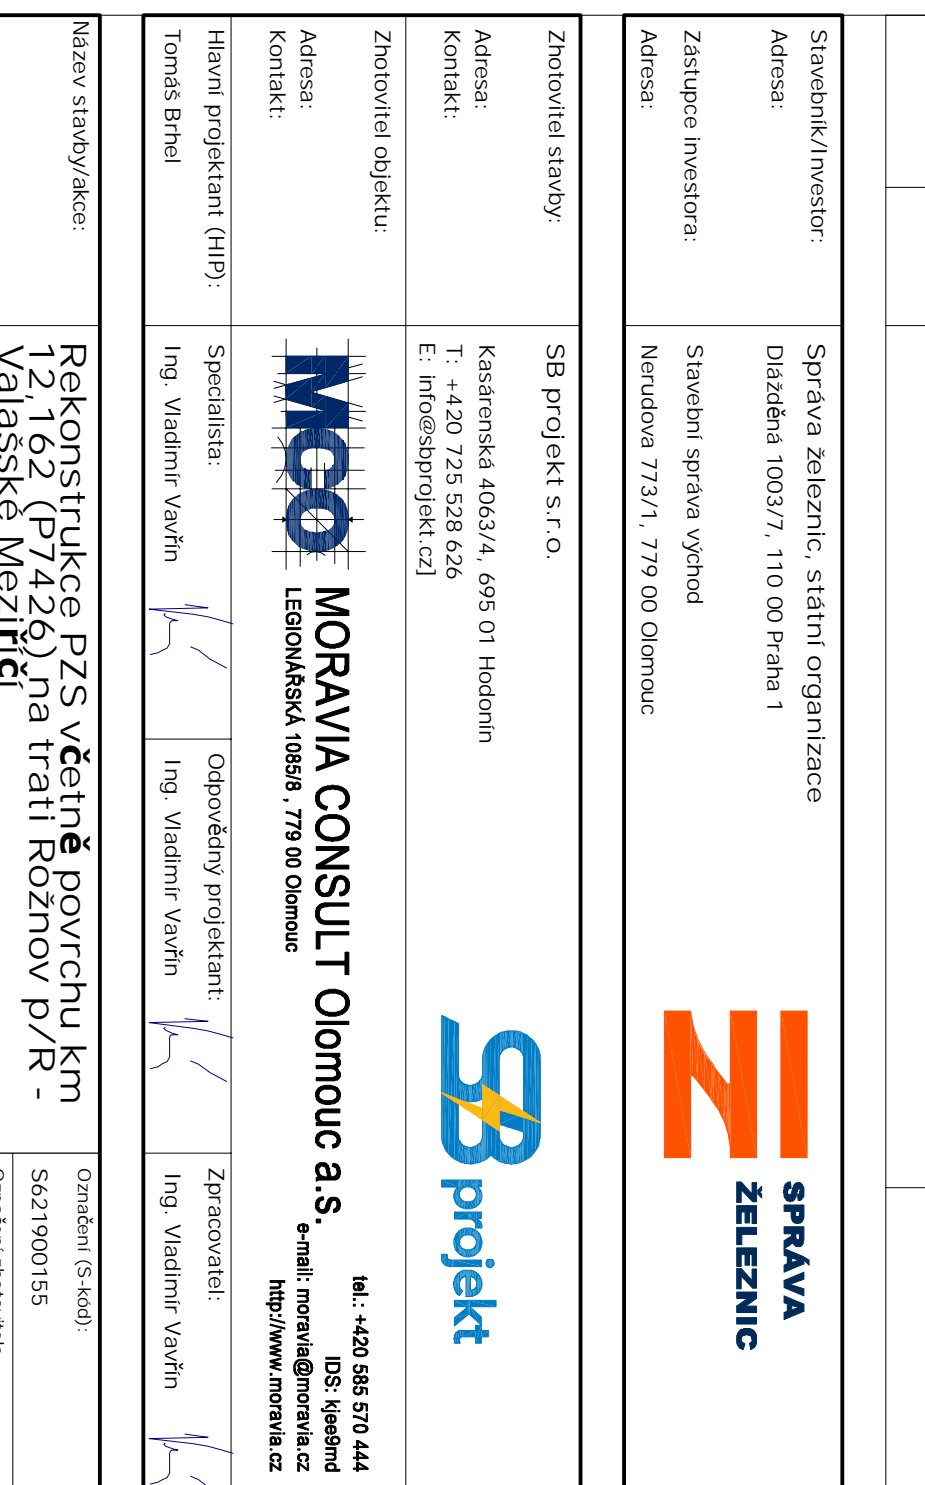 Stavebník/Investor:
Správa železnic, státní organizace
Adresa:
Dlážděná 1003/7, 110 00 Praha 1
Zástupce investora:
Stavební správa východ
Adresa:
Nerudova 773/1, 779 00 Olomouc
SPRÁVA
ŽELEZNIC
Zhotovitel stavby:
SB projekt s.r.o.
Adresa:
Kasárenská 4063/4, 695 01 Hodonín
Kontakt:
T: +420 725 528 626
E: info@sbprojekt.cz]
SB projekt
Zhotovitel objektu:
Adresa:
Kontakt:
MCO
MORAVIA CONSULT Olomouc a.s.
LEGIONÁŘSKÁ 1085/8 , 779 00 Olomouc
tel.: +420 585 570 444
IDS: kjee9md
e-mail: moravia@moravia.cz
http://www.moravia.cz
Hlavní projektant (HIP):
Tomáš Brhel
Specialista:
Ing. Vladimír Vavřín
Odpovědný projektant:
Ing. Vladimír Vavřín
Zpracovatel:
Ing. Vladimír Vavřín
Název stavby/akce:
Rekonstrukce PZS včetně povrchu km
12,162 (P7426) na trati Rožnov p/R -
Valašské Meziříčí
Označení (S-kód):
S621900155